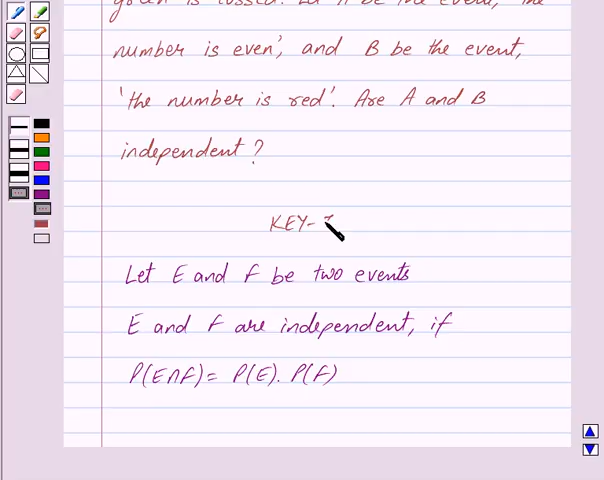 number is even', and B be the event,
'the number is red'. Are A and B
independent?
KEY-
Let E and F be two events
E and F are independent, if
P(E∩F)= P(E). P(F)